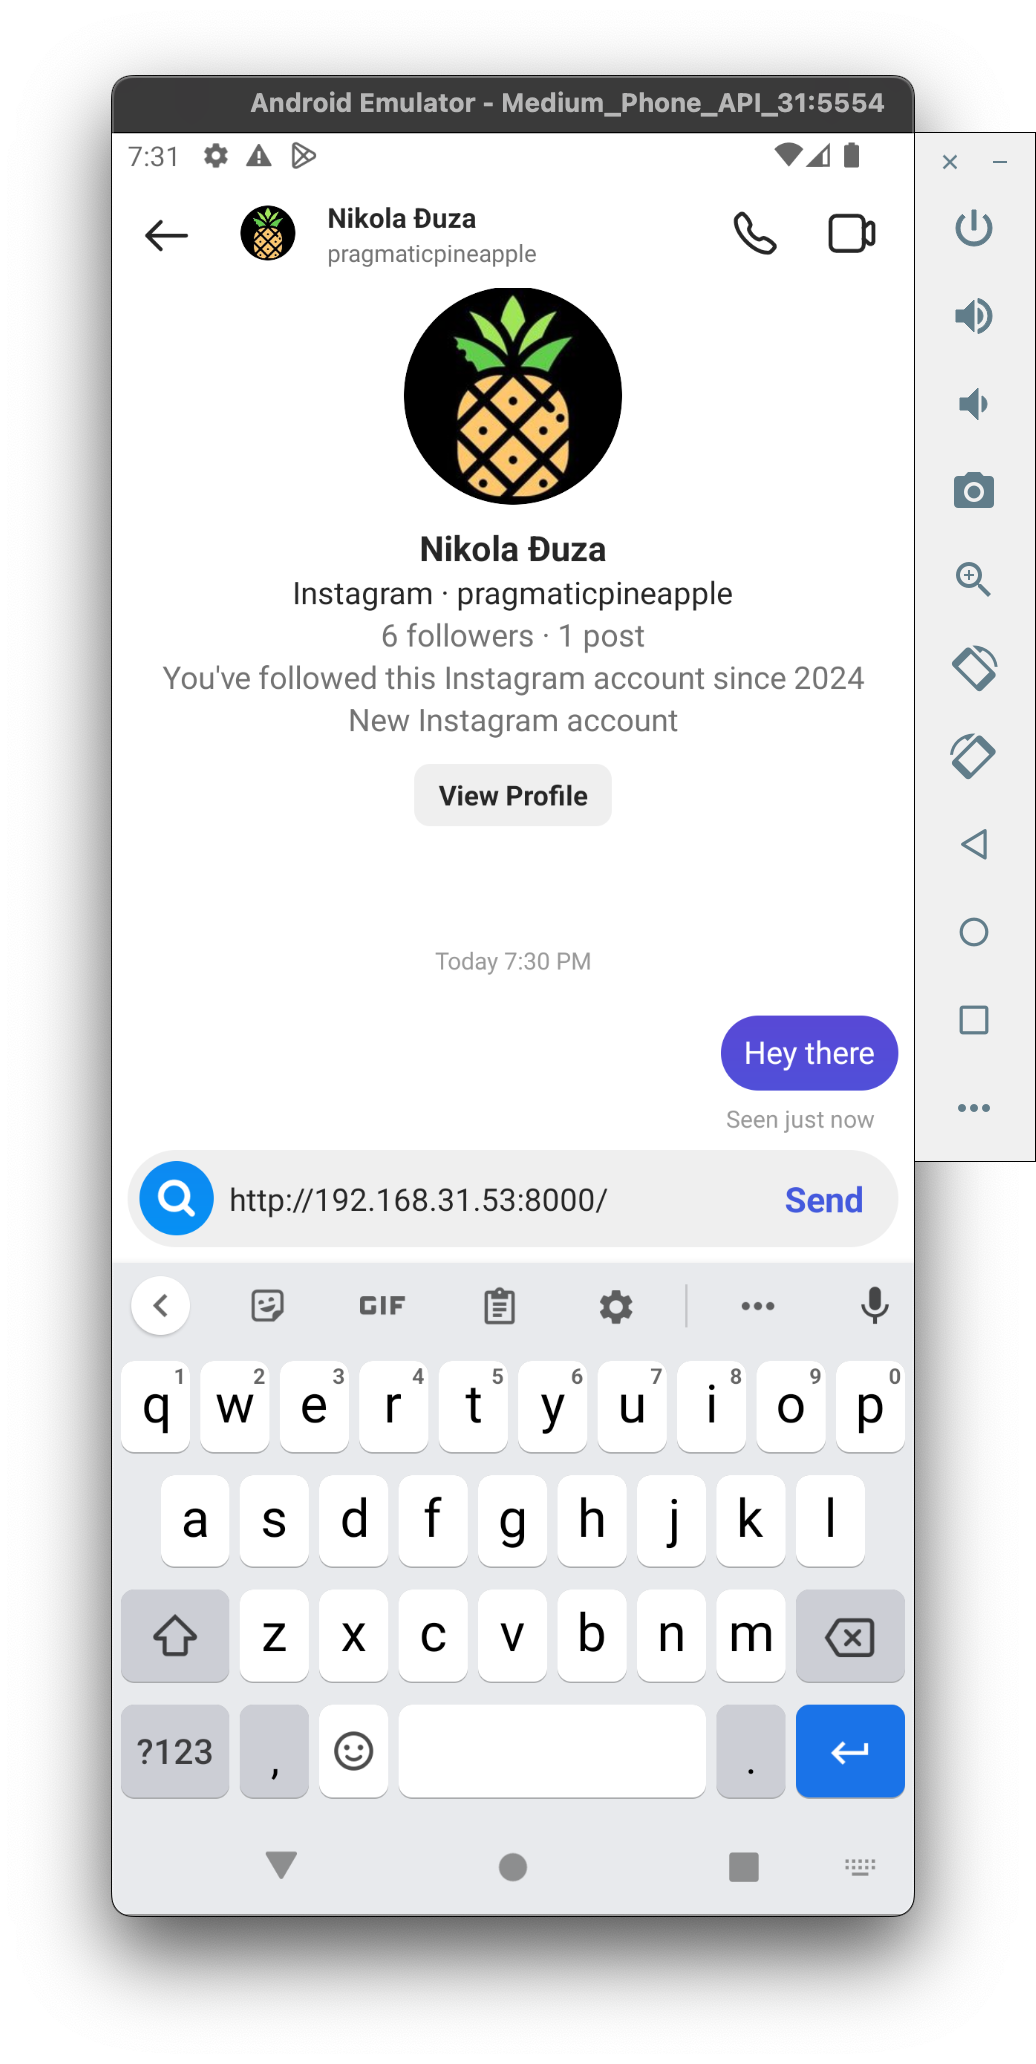 Android Emulator - Medium_Phone_API_31:5554
7:31
Nikola Đuza
pragmaticpineapple
Nikola Đuza
Instagram · pragmaticpineapple
6 followers · 1 post
You've followed this Instagram account since 2024
New Instagram account
View Profile
Today 7:30 PM
Hey there
Seen just now
http://192.168.31.53:8000/ Send
GIF
1 2 3 4 5 6 7 8 9 0
q w e r t y u i o p
a s d f g h j k l
z x c v b n m
?123 , .